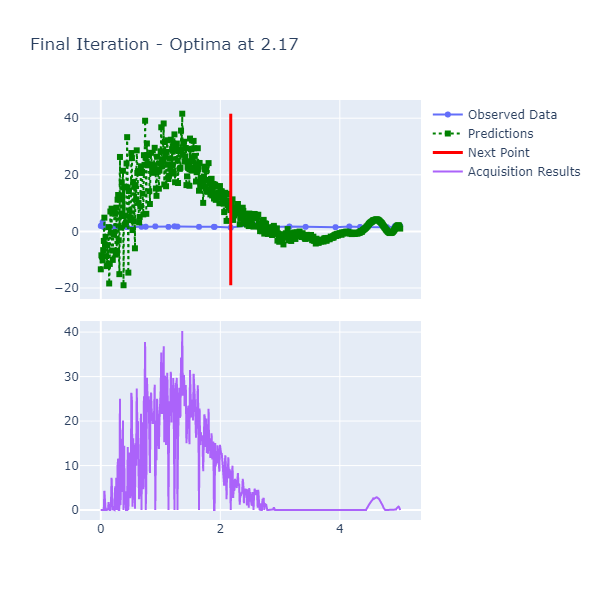 Final Iteration - Optima at 2.17
Observed Data
Predictions
Next Point
Acquisition Results
40
20
0
−20
40
30
20
10
0
0
2
4